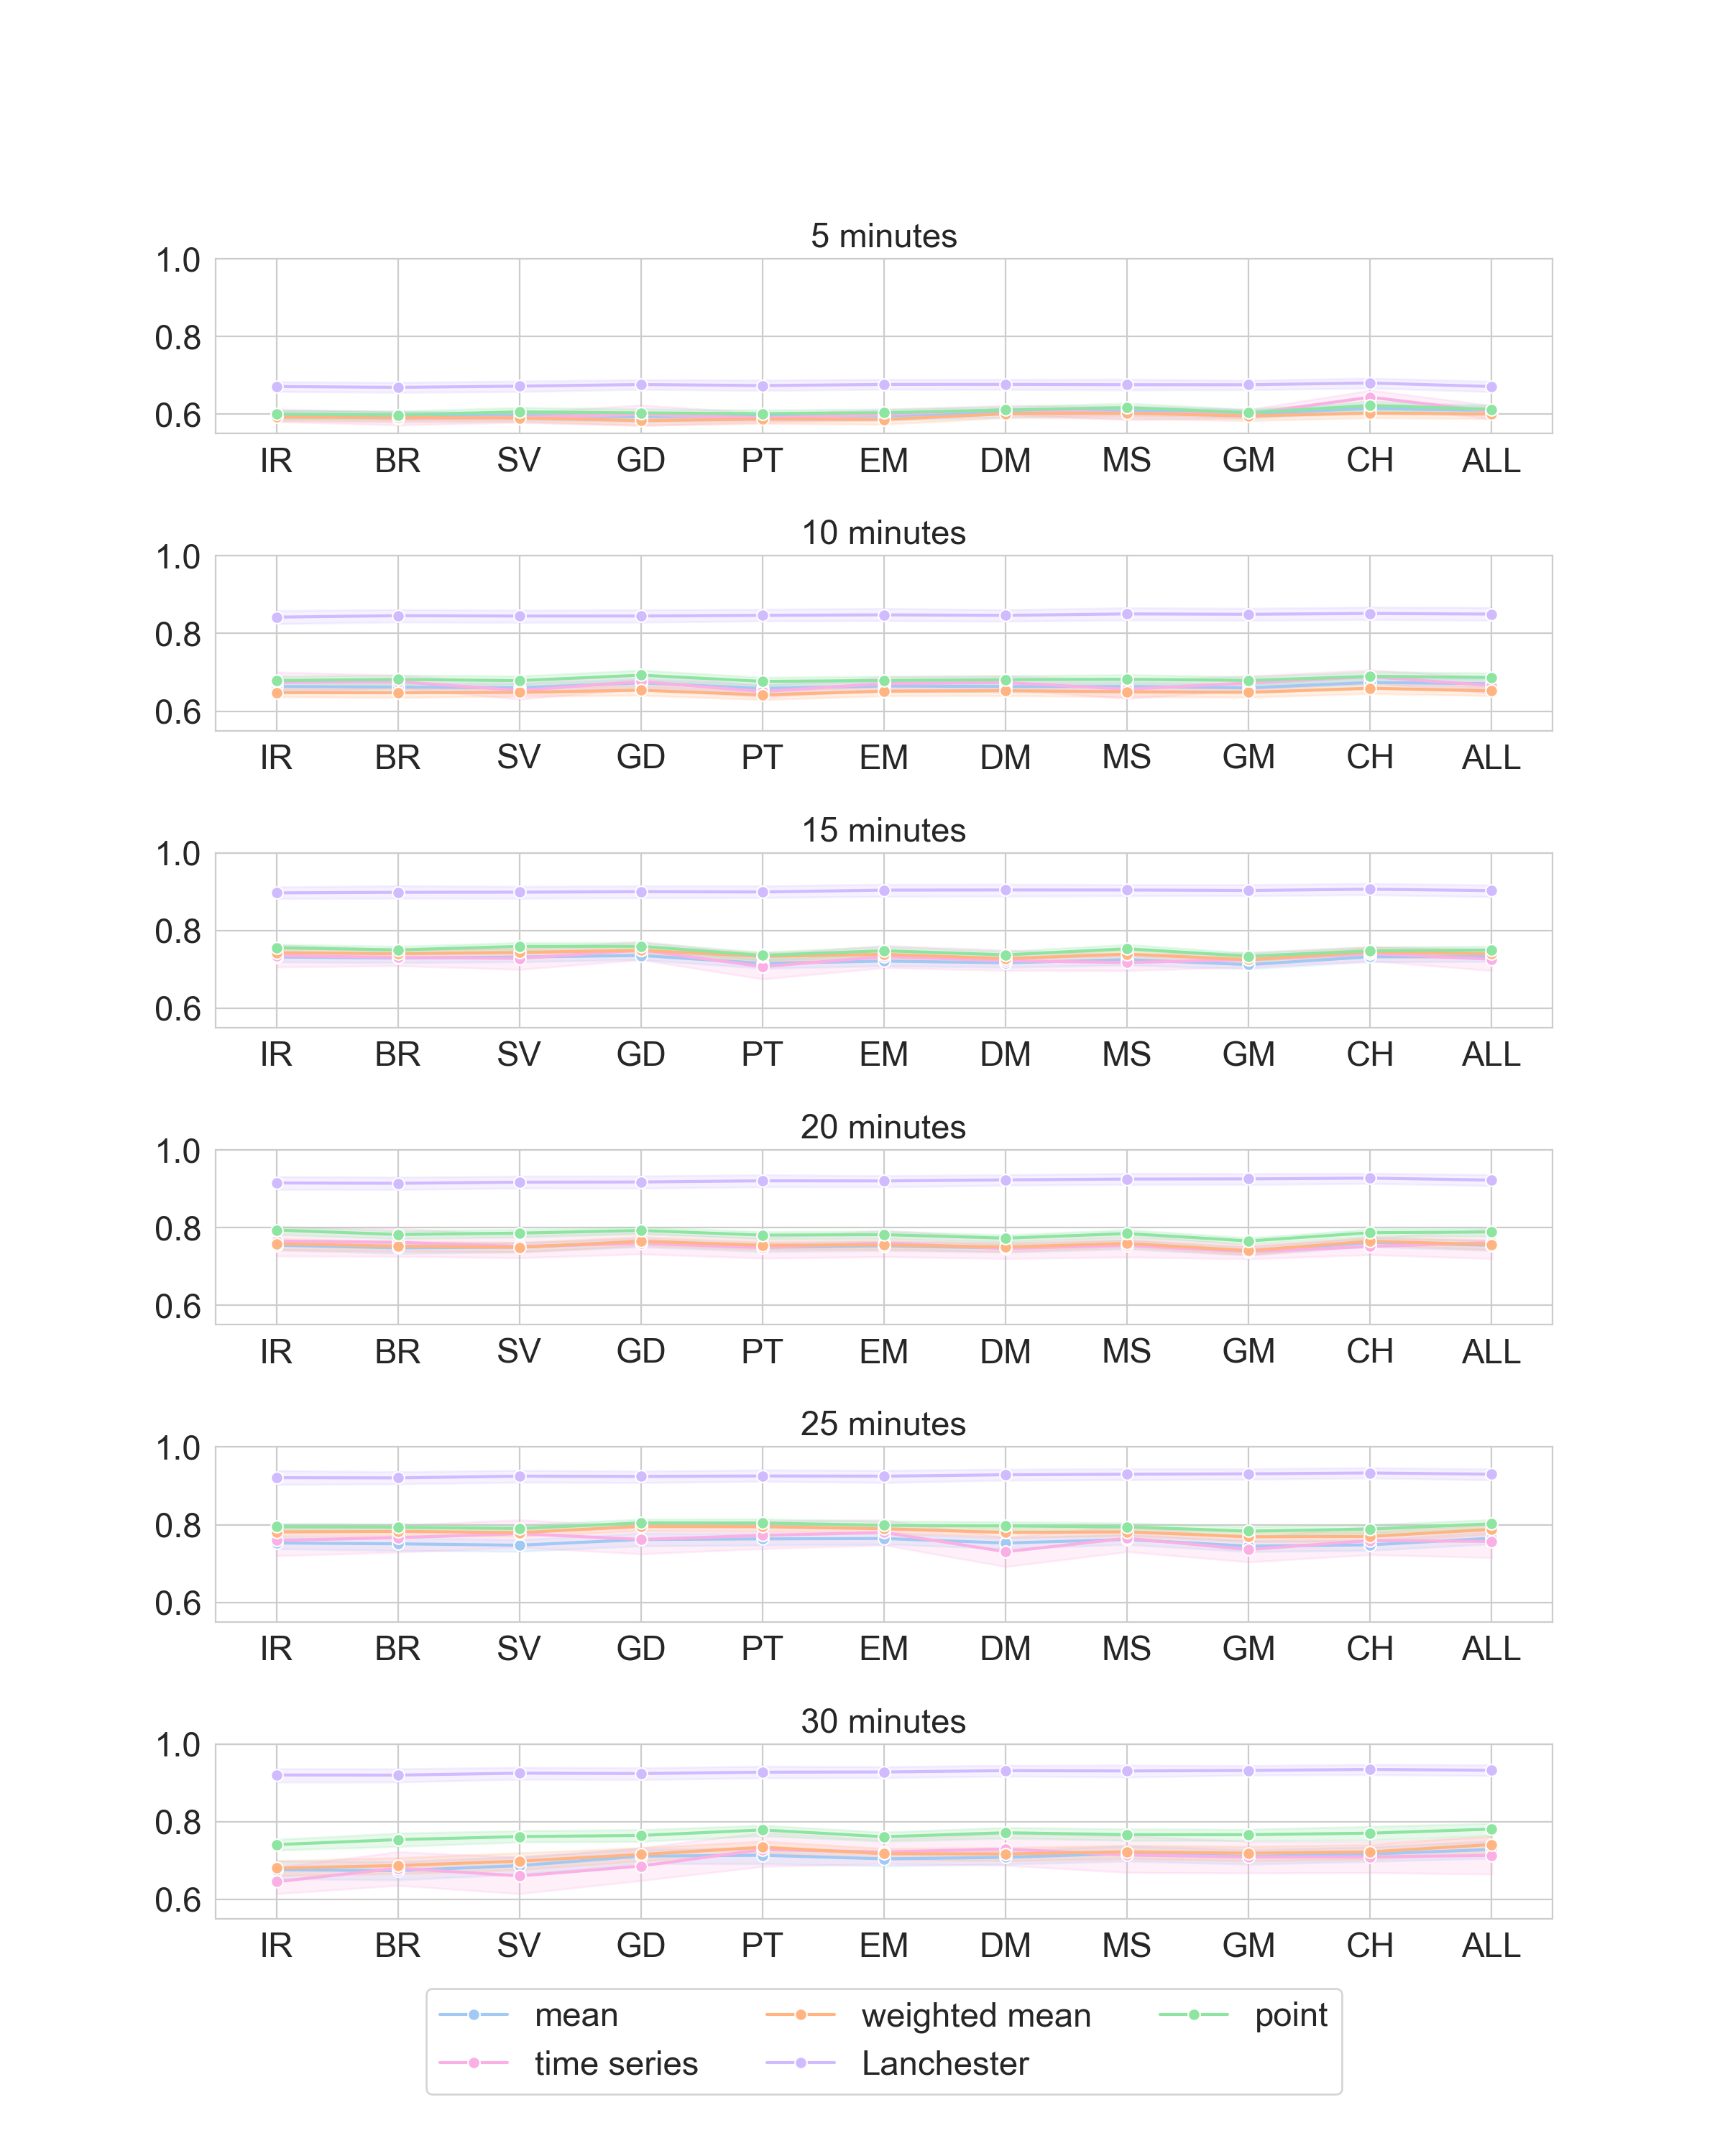 5 minutes
1.0
0.8
0.6
IR BR SV GD PT EM DM MS GM CH ALL
10 minutes
1.0
0.8
0.6
IR BR SV GD PT EM DM MS GM CH ALL
15 minutes
1.0
0.8
0.6
IR BR SV GD PT EM DM MS GM CH ALL
20 minutes
1.0
0.8
0.6
IR BR SV GD PT EM DM MS GM CH ALL
25 minutes
1.0
0.8
0.6
IR BR SV GD PT EM DM MS GM CH ALL
30 minutes
1.0
0.8
0.6
IR BR SV GD PT EM DM MS GM CH ALL
mean weighted mean point
time series Lanchester